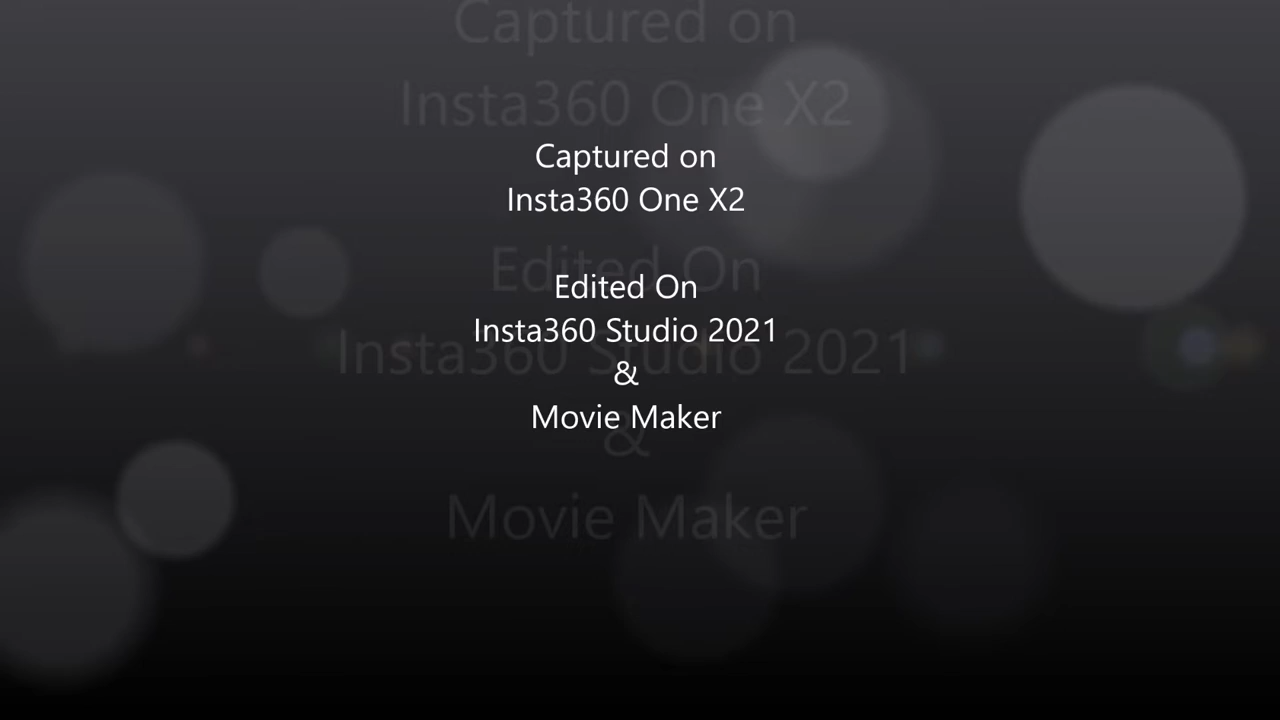 Captured on
Insta360 One X2
Edited On
Insta360 Studio 2021
&
Movie Maker